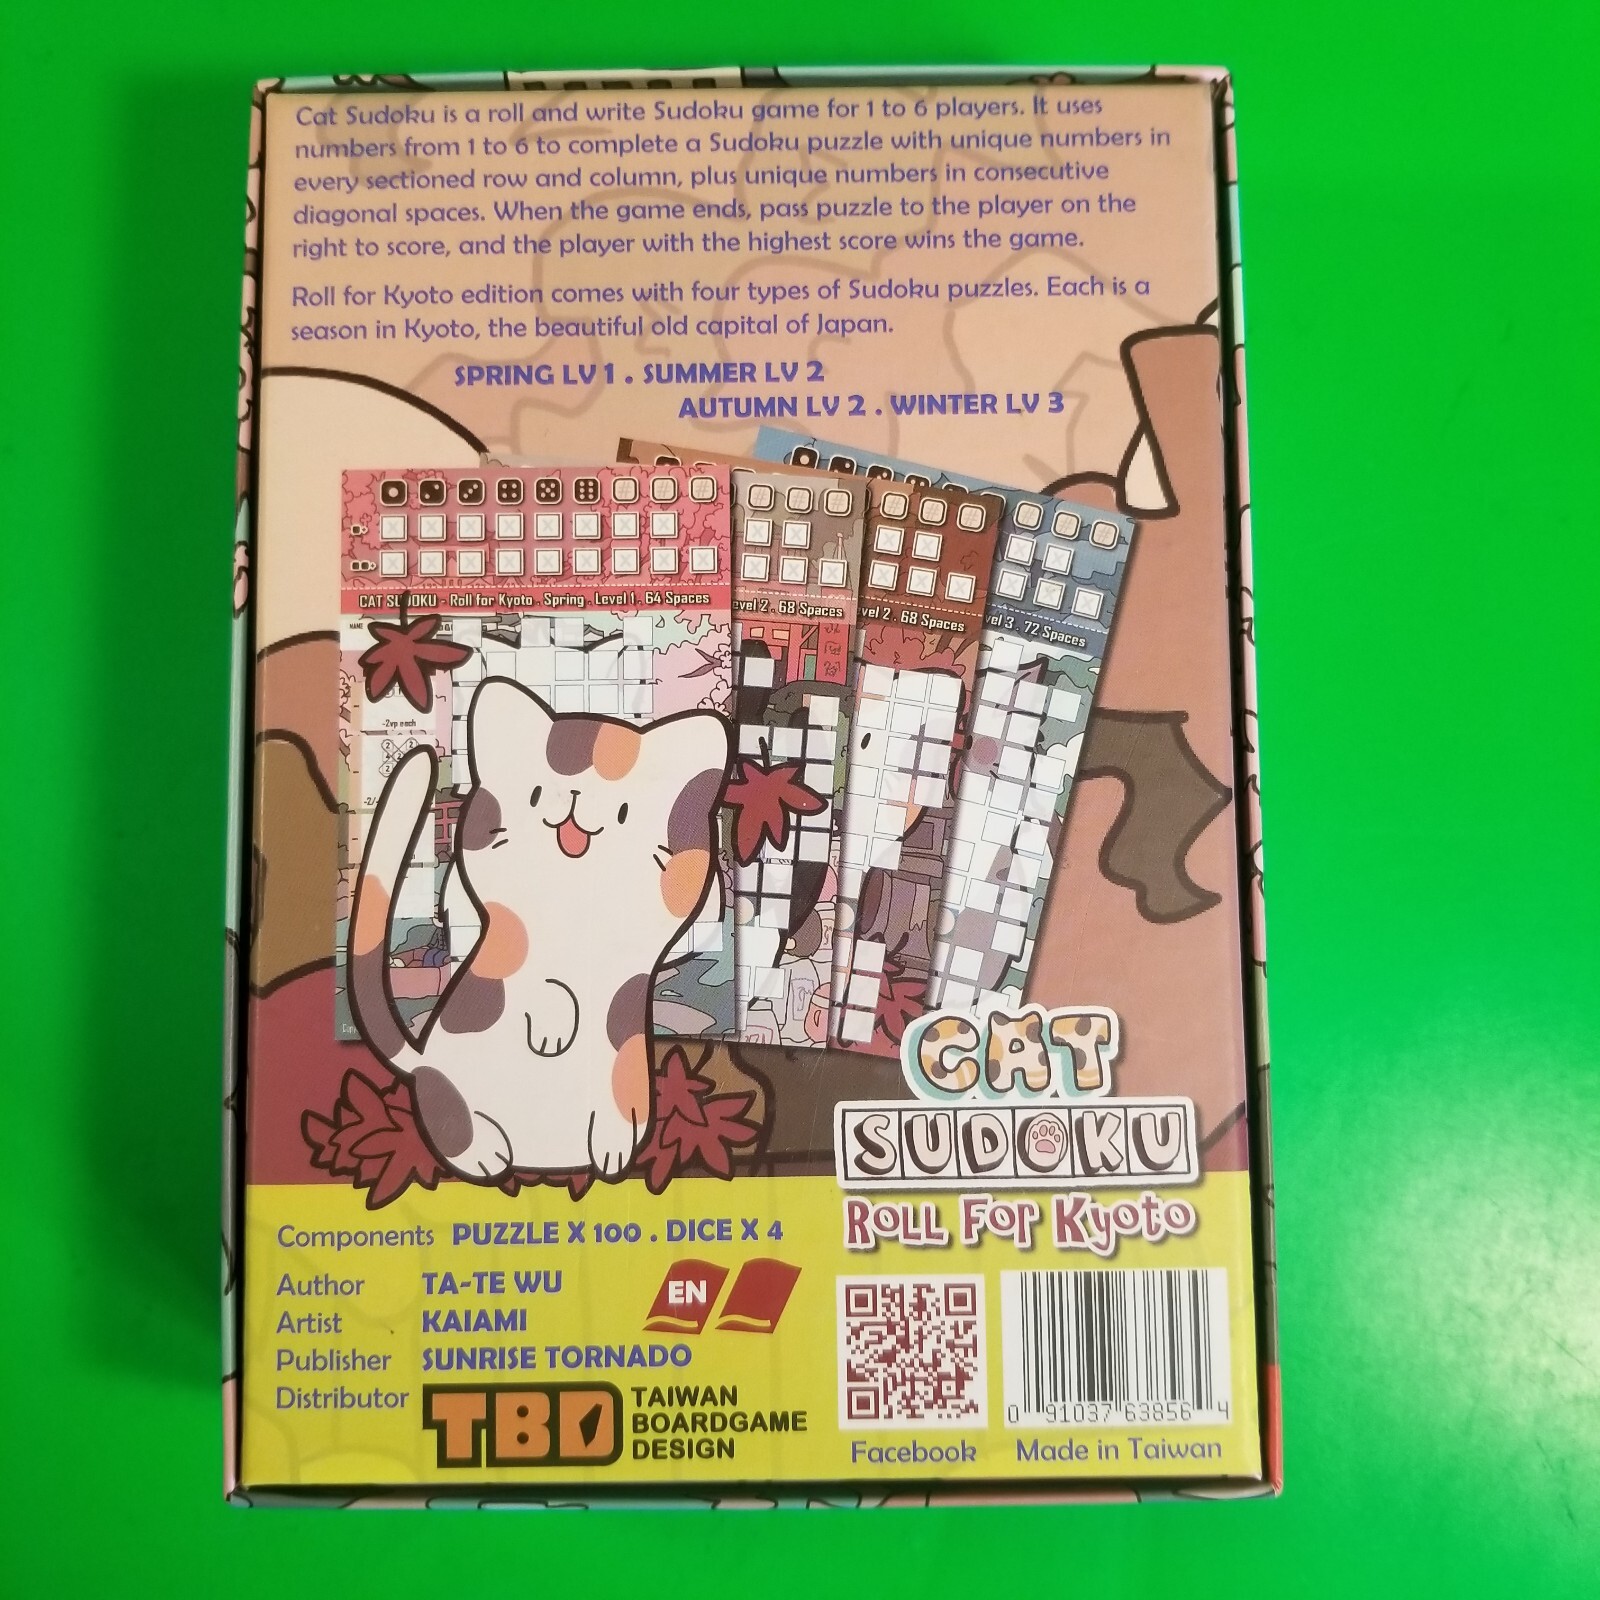 Cat Sudoku is a roll and write Sudoku game for 1 to 6 players. It uses
numbers from 1 to 6 to complete a Sudoku puzzle with unique numbers in
every sectioned row and column, plus unique numbers in consecutive
diagonal spaces. When the game ends, pass puzzle to the player on the
right to score, and the player with the highest score wins the game.
Roll for Kyoto edition comes with four types of Sudoku puzzles. Each is a
season in Kyoto, the beautiful old capital of Japan.
SPRING LV 1 . SUMMER LV 2
AUTUMN LV 2 . WINTER LV 3
CAT SUDOKU - Roll for Kyoto . Spring . Level 1 . 64 Spaces
evel 2 . 68 Spaces
vel 2 . 68 Spaces
vel 3 . 72 Spaces
NAME
-2vp each
CAT
SUDOKU
ROLL FOR KYOTO
Components PUZZLE X 100 . DICE X 4
Author TA-TE WU
EN
Artist KAIAMI
Publisher SUNRISE TORNADO
Distributor TBD TAIWAN
BOARDGAME
DESIGN
0 91037 63856 4
Facebook
Made in Taiwan